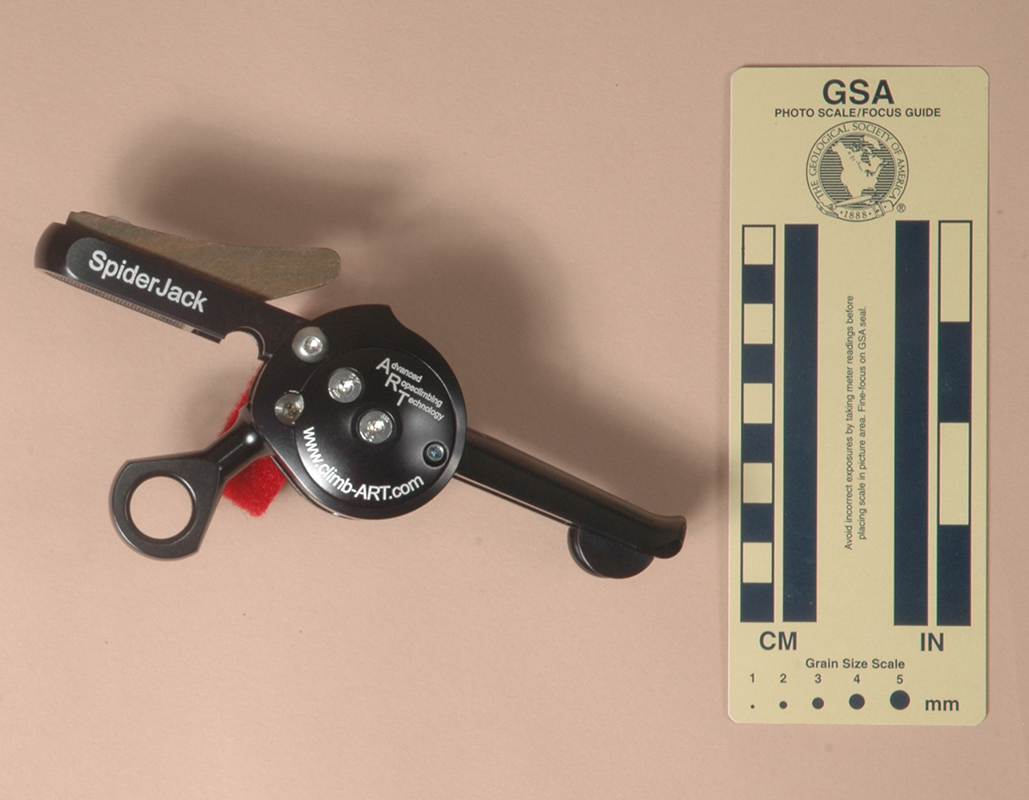 SpiderJack
Advanced
Ropeclimbing
Technology
www.climb-ART.com
GSA
PHOTO SCALE/FOCUS GUIDE
THE GEOLOGICAL SOCIETY OF AMERICA
·1888·
®
Avoid incorrect exposures by taking meter readings before
placing scale in picture area. Fine-focus on GSA seal.
CM
IN
Grain Size Scale
1 2 3 4 5
mm